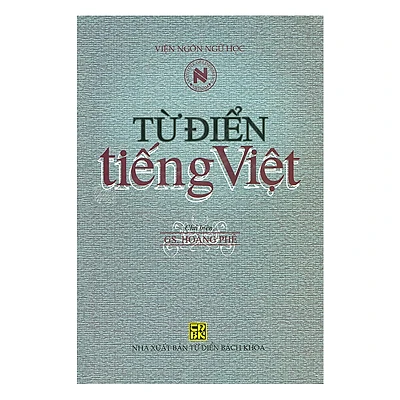 VIỆN NGÔN NGỮ HỌC
N
TỪ ĐIỂN
tiếng Việt
Chủ biên
GS. HOÀNG PHÊ
NHÀ XUẤT BẢN TỪ ĐIỂN BÁCH KHOA